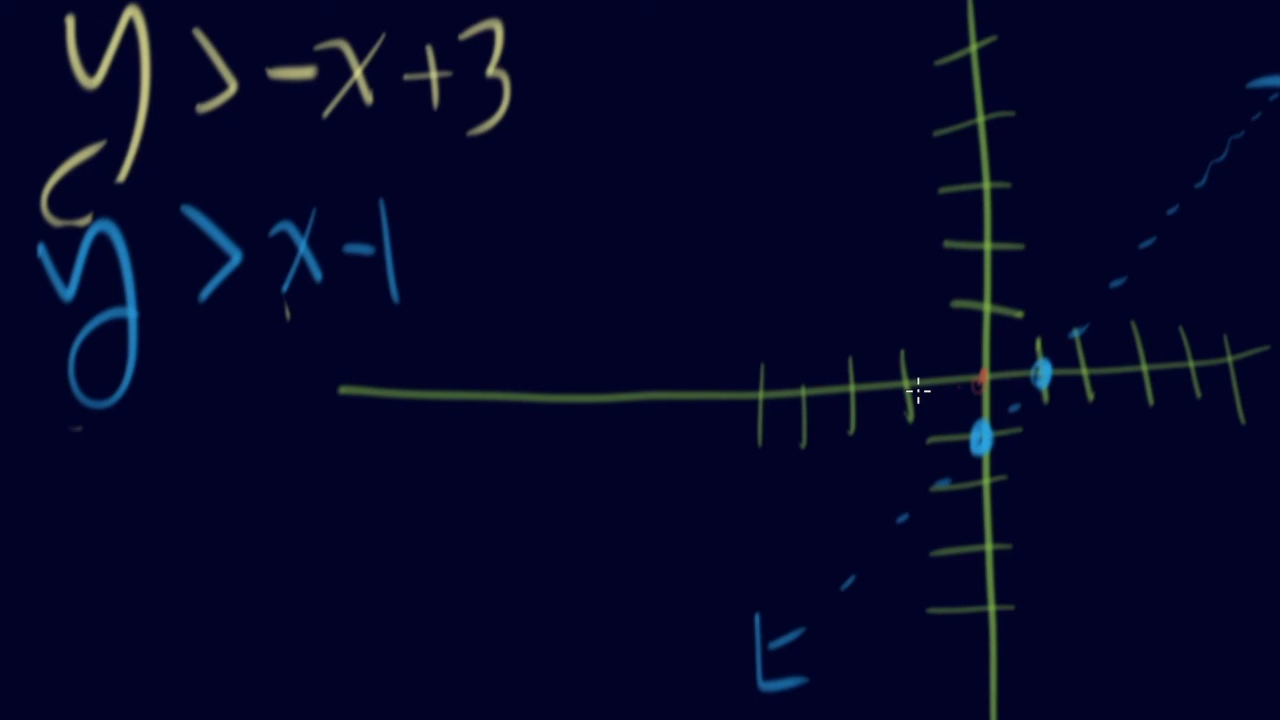 y > -x + 3
y > x - 1